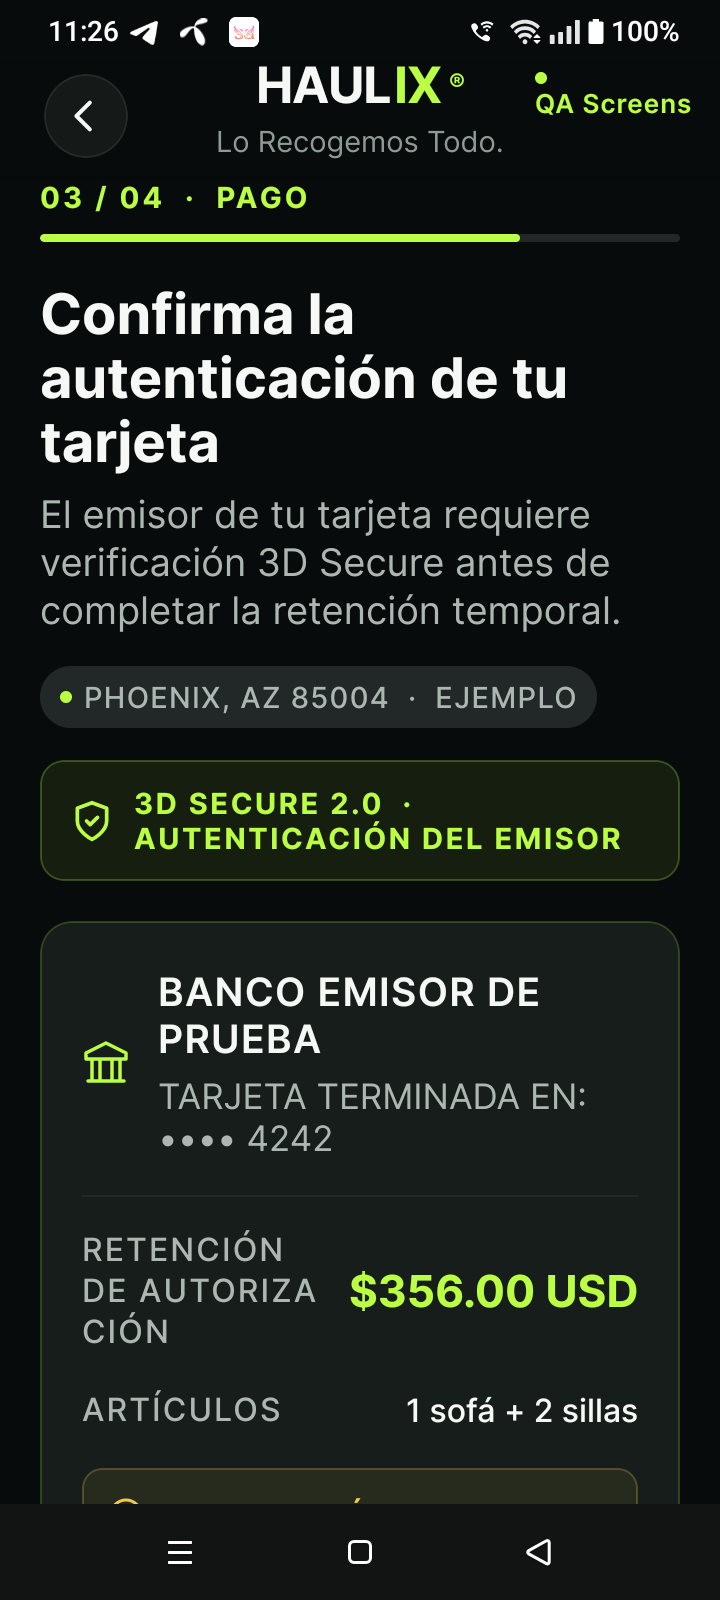 11:26
100%
HAULIX®
QA Screens
Lo Recogemos Todo.
03 / 04 · PAGO
Confirma la
autenticación de tu
tarjeta
El emisor de tu tarjeta requiere
verificación 3D Secure antes de
completar la retención temporal.
PHOENIX, AZ 85004 · EJEMPLO
3D SECURE 2.0 ·
AUTENTICACIÓN DEL EMISOR
BANCO EMISOR DE
PRUEBA
TARJETA TERMINADA EN:
•••• 4242
RETENCIÓN
DE AUTORIZA
CIÓN
$356.00 USD
ARTÍCULOS
1 sofá + 2 sillas